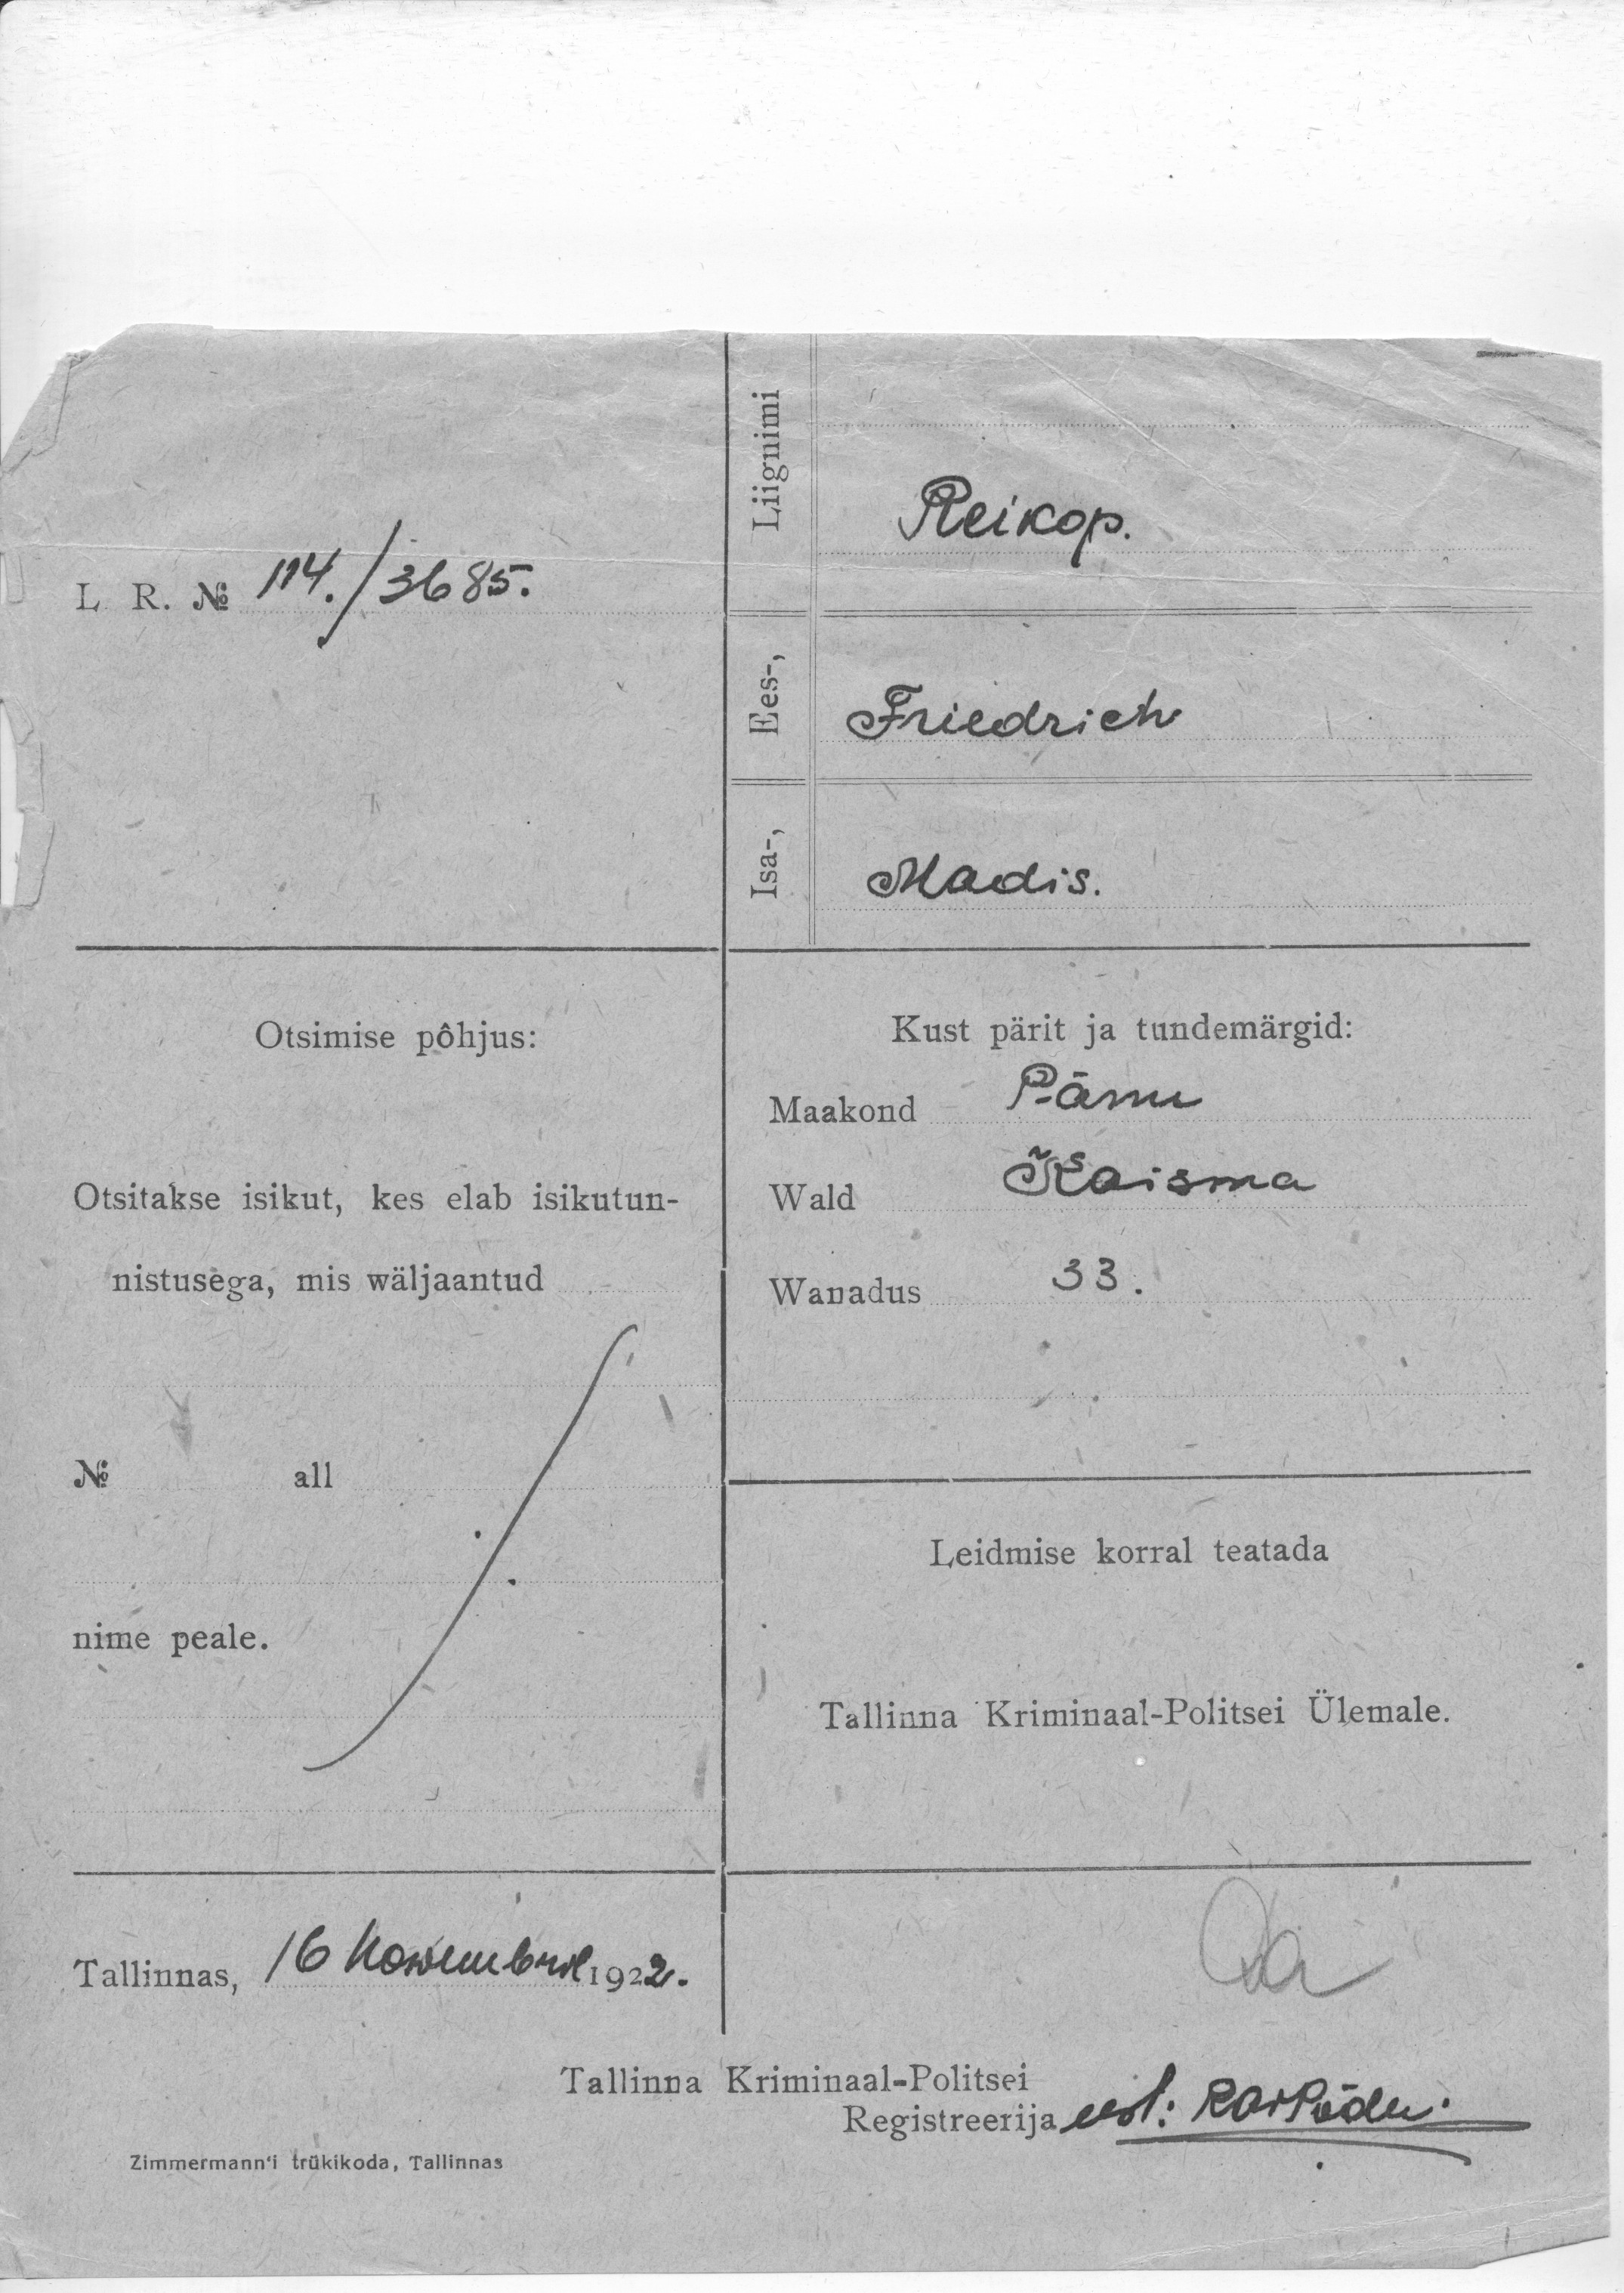 L. R. № 114./3685.
Liignimi
Reikop.
Ees-,
Friedrich
Isa-,
Madis.
Otsimise põhjus:
Otsitakse isikut, kes elab isikutun-
nistusega, mis wäljaantud
№ all
nime peale.
Kust pärit ja tundemärgid:
Maakond Pärnu
Wald Kaisma
Wanadus 33.
Leidmise korral teatada
Tallinna Kriminaal-Politsei Ülemale.
Tallinnas, 16 Nowembril 1922.
Tallinna Kriminaal-Politsei
Registreerija
Zimmermann‘i trükikoda, Tallinnas